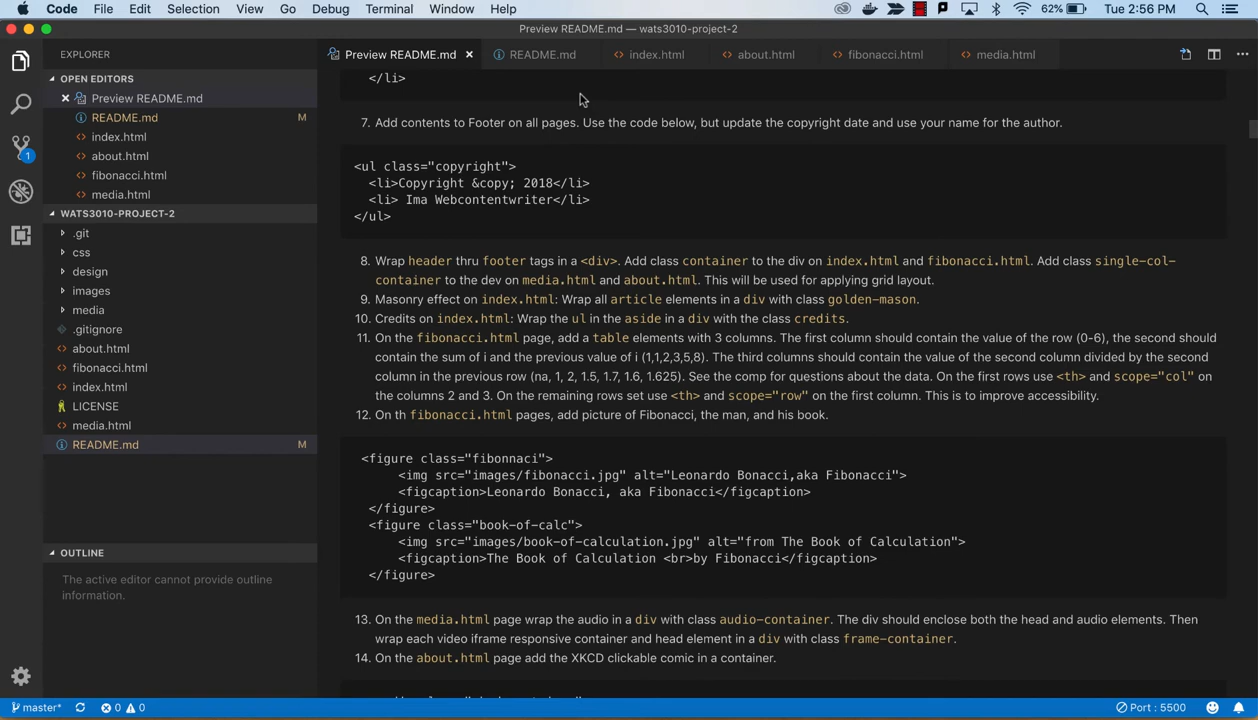 Code File Edit Selection View Go Debug Terminal Window Help 62% Tue 2:56 PM
Preview README.md — wats3010-project-2
EXPLORER
OPEN EDITORS
Preview README.md
README.md M
index.html
about.html
fibonacci.html
media.html
WATS3010-PROJECT-2
.git
css
design
images
media
.gitignore
about.html
fibonacci.html
index.html
LICENSE
media.html
README.md M
OUTLINE
The active editor cannot provide outline
information.
1
Preview README.md README.md index.html about.html fibonacci.html media.html
</li>
7. Add contents to Footer on all pages. Use the code below, but update the copyright date and use your name for the author.
<ul class="copyright">
<li>Copyright &copy; 2018</li>
<li> Ima Webcontentwriter</li>
</ul>
8. Wrap header thru footer tags in a <div>. Add class container to the div on index.html and fibonacci.html. Add class single-col-
container to the dev on media.html and about.html. This will be used for applying grid layout.
9. Masonry effect on index.html: Wrap all article elements in a div with class golden-mason.
10. Credits on index.html: Wrap the ul in the aside in a div with the class credits.
11. On the fibonacci.html page, add a table elements with 3 columns. The first column should contain the value of the row (0-6), the second should
contain the sum of i and the previous value of i (1,1,2,3,5,8). The third columns should contain the value of the second column divided by the second
column in the previous row (na, 1, 2, 1.5, 1.7, 1.6, 1.625). See the comp for questions about the data. On the first rows use <th> and scope="col" on
the columns 2 and 3. On the remaining rows set use <th> and scope="row" on the first column. This is to improve accessibility.
12. On th fibonacci.html pages, add picture of Fibonacci, the man, and his book.
<figure class="fibonnaci">
<img src="images/fibonacci.jpg" alt="Leonardo Bonacci,aka Fibonacci">
<figcaption>Leonardo Bonacci, aka Fibonacci</figcaption>
</figure>
<figure class="book-of-calc">
<img src="images/book-of-calculation.jpg" alt="from The Book of Calculation">
<figcaption>The Book of Calculation <br>by Fibonacci</figcaption>
</figure>
13. On the media.html page wrap the audio in a div with class audio-container. The div should enclose both the head and audio elements. Then
wrap each video iframe responsive container and head element in a div with class frame-container.
14. On the about.html page add the XKCD clickable comic in a container.
master* 0 0 Port : 5500